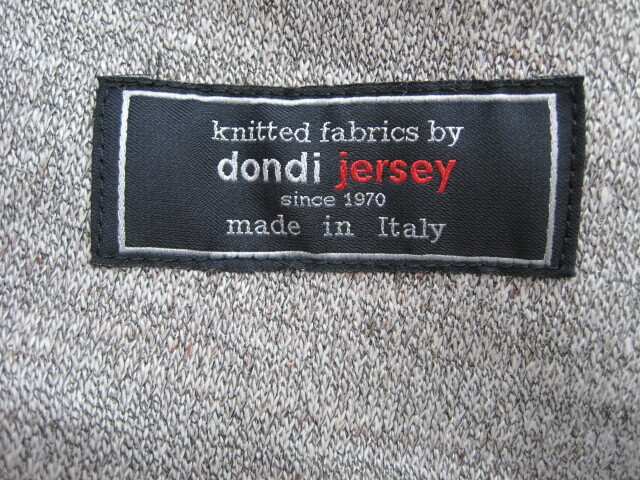 knitted fabrics by
dondi jersey
since 1970
made in Italy